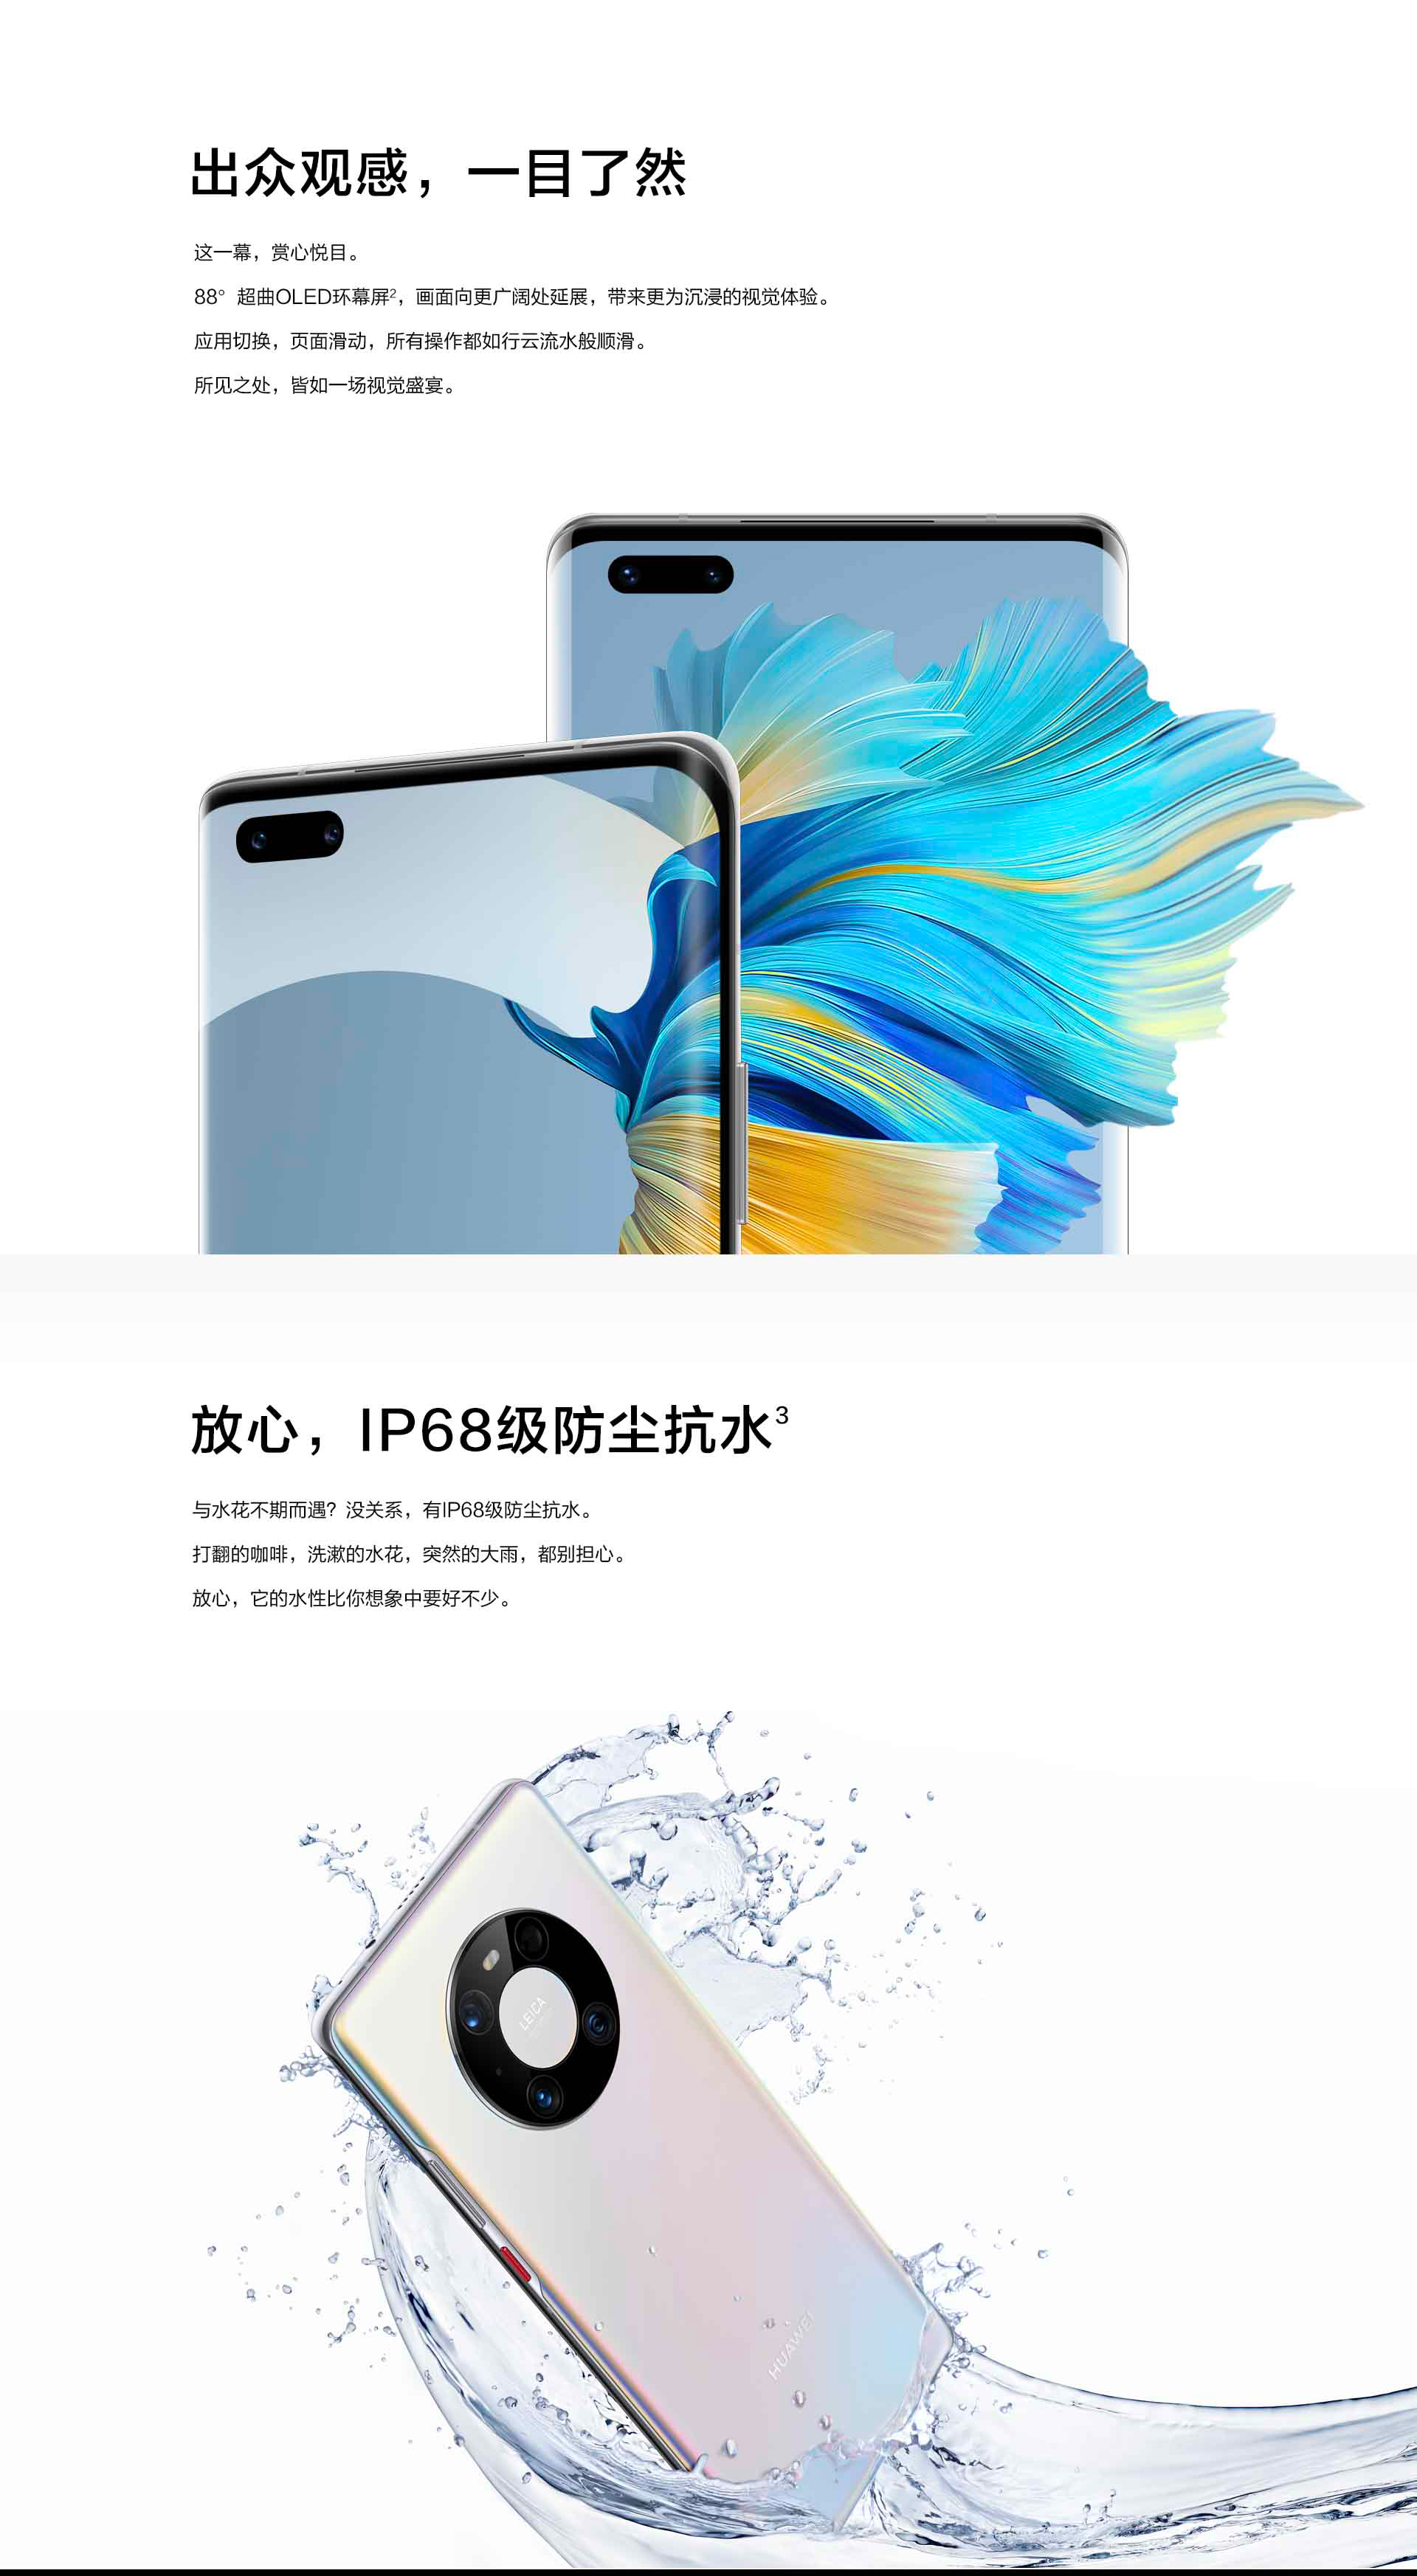 出众观感，一目了然
这一幕，赏心悦目。
88°超曲OLED环幕屏²，画面向更广阔处延展，带来更为沉浸的视觉体验。
应用切换，页面滑动，所有操作都如行云流水般顺滑。
所见之处，皆如一场视觉盛宴。
放心，IP68级防尘抗水³
与水花不期而遇？没关系，有IP68级防尘抗水。
打翻的咖啡，洗漱的水花，突然的大雨，都别担心。
放心，它的水性比你想象中要好不少。
LEICA
HUAWEI